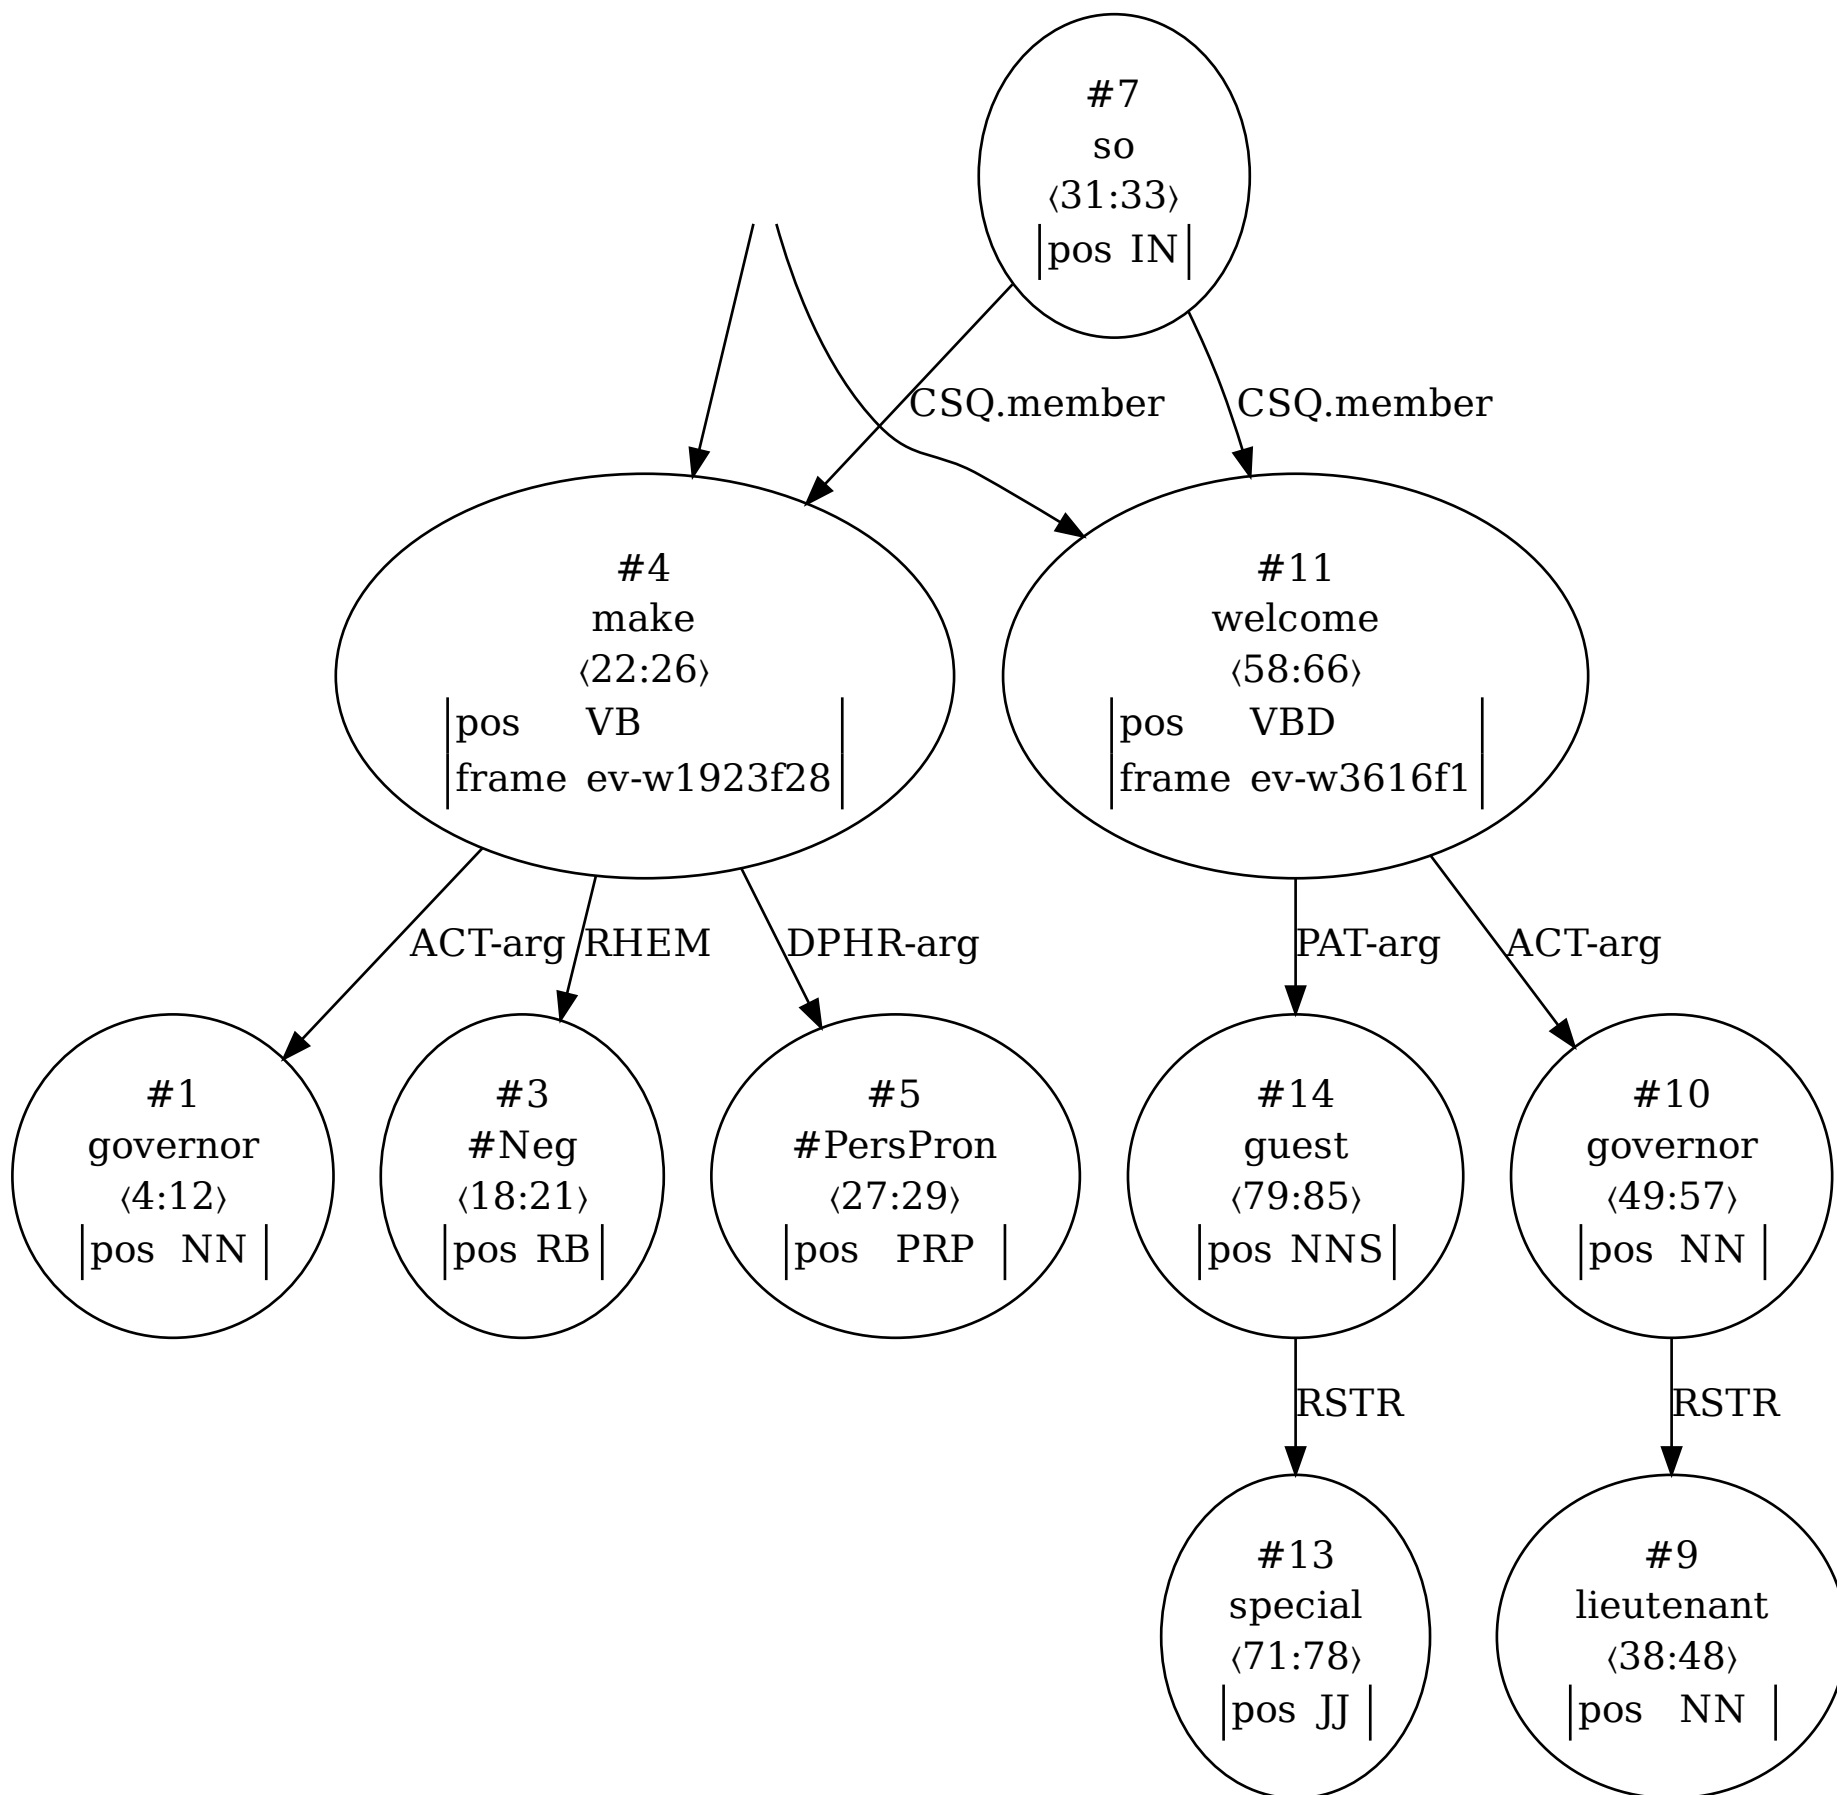 #7
so
⟨31:33⟩
pos IN
CSQ.member CSQ.member
#4
make
⟨22:26⟩
pos VB
frame ev-w1923f28
#11
welcome
⟨58:66⟩
pos VBD
frame ev-w3616f1
ACT-arg RHEM DPHR-arg PAT-arg ACT-arg
#1
governor
⟨4:12⟩
pos NN
#3
#Neg
⟨18:21⟩
pos RB
#5
#PersPron
⟨27:29⟩
pos PRP
#14
guest
⟨79:85⟩
pos NNS
#10
governor
⟨49:57⟩
pos NN
RSTR RSTR
#13
special
⟨71:78⟩
pos JJ
#9
lieutenant
⟨38:48⟩
pos NN